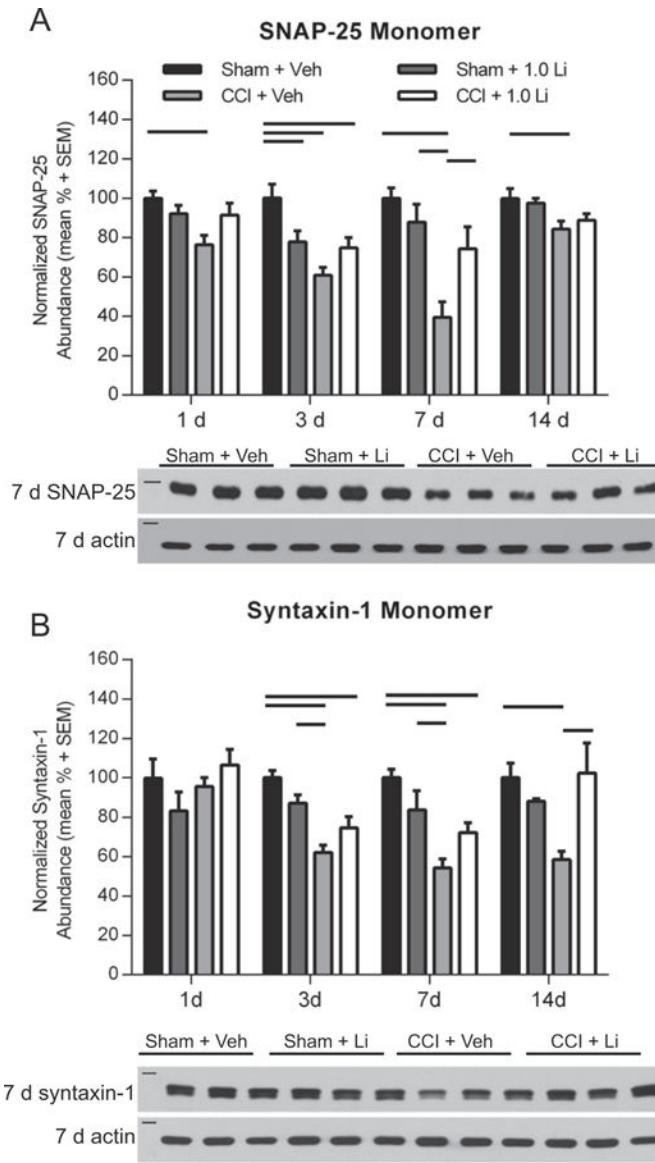 A
SNAP-25 Monomer
Sham + Veh
Sham + 1.0 Li
CCI + Veh
CCI + 1.0 Li
Normalized SNAP-25
Abundance (mean % + SEM)
160
140
120
100
80
60
40
20
0
1 d 3 d 7 d 14 d
Sham + Veh Sham + Li CCI + Veh CCI + Li
7 d SNAP-25
7 d actin
B
Syntaxin-1 Monomer
Normalized Syntaxin-1
Abundance (mean % + SEM)
160
140
120
100
80
60
40
20
0
1d 3d 7d 14d
Sham + Veh Sham + Li CCI + Veh CCI + Li
7 d syntaxin-1
7 d actin